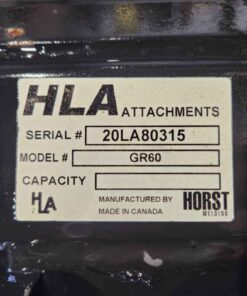 HLA ATTACHMENTS
SERIAL # 20LA80315
MODEL # GR60
CAPACITY
HLA MANUFACTURED BY HORST
MADE IN CANADA WELDING